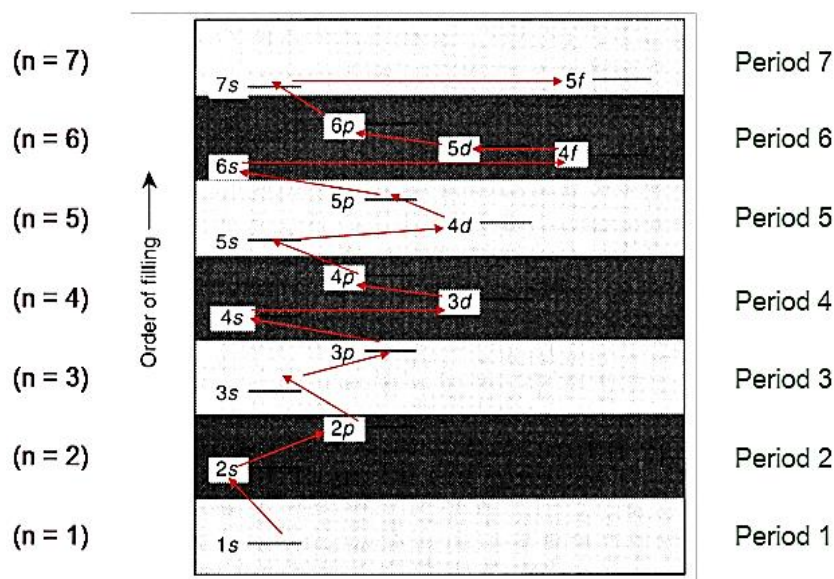 (n = 7) 7s 5f Period 7
6p
(n = 6) 5d 4f Period 6
6s
5p
(n = 5) 4d Period 5
5s
4p
(n = 4) 3d Period 4
4s
Order of filling
3p
(n = 3) 3s Period 3
2p
(n = 2) 2s Period 2
(n = 1) 1s Period 1